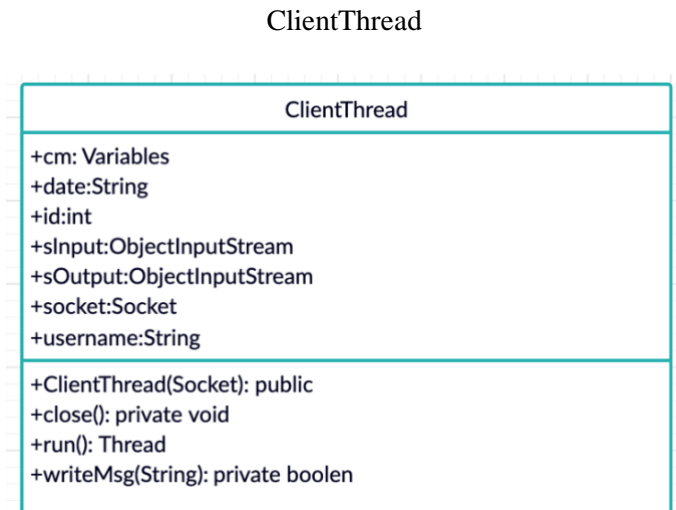 ClientThread
ClientThread
+cm: Variables
+date:String
+id:int
+sInput:ObjectInputStream
+sOutput:ObjectInputStream
+socket:Socket
+username:String
+ClientThread(Socket): public
+close(): private void
+run(): Thread
+writeMsg(String): private boolen